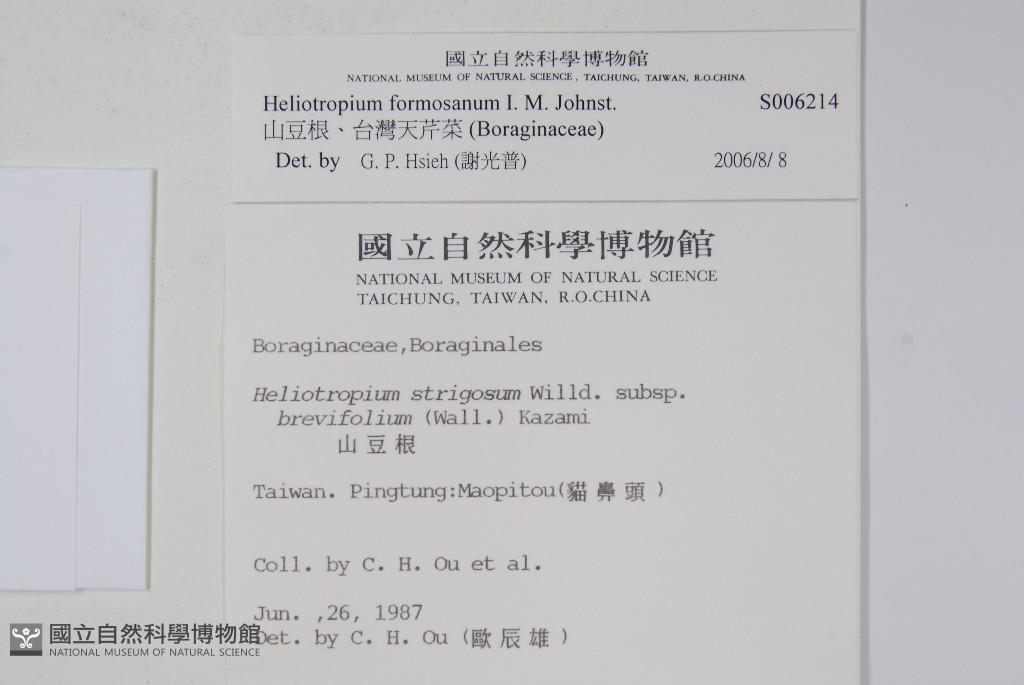 國立自然科學博物館
NATIONAL MUSEUM OF NATURAL SCIENCE, TAICHUNG, TAIWAN, R.O.CHINA
Heliotropium formosanum I. M. Johnst. S006214
山豆根、台灣天芹菜 (Boraginaceae)
Det. by G. P. Hsieh (謝光普) 2006/8/ 8
國立自然科學博物館
NATIONAL MUSEUM OF NATURAL SCIENCE
TAICHUNG, TAIWAN, R.O.CHINA
Boraginaceae,Boraginales
Heliotropium strigosum Willd. subsp.
brevifolium (Wall.) Kazami
山豆根
Taiwan. Pingtung:Maopitou(貓鼻頭)
Coll. by C. H. Ou et al.
Jun. ,26, 1987
Det. by C. H. Ou (歐辰雄)
國立自然科學博物館
NATIONAL MUSEUM OF NATURAL SCIENCE